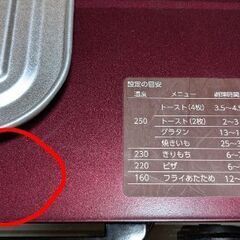 設定の目安
温度 メニュー 調理時間
250 トースト(4枚) 3.5~4.
トースト(2枚) 2~3
グラタン 13~
焼きいも 25~3
230 きりもち 6~
220 ピザ 6~
160 フライあたため 12~